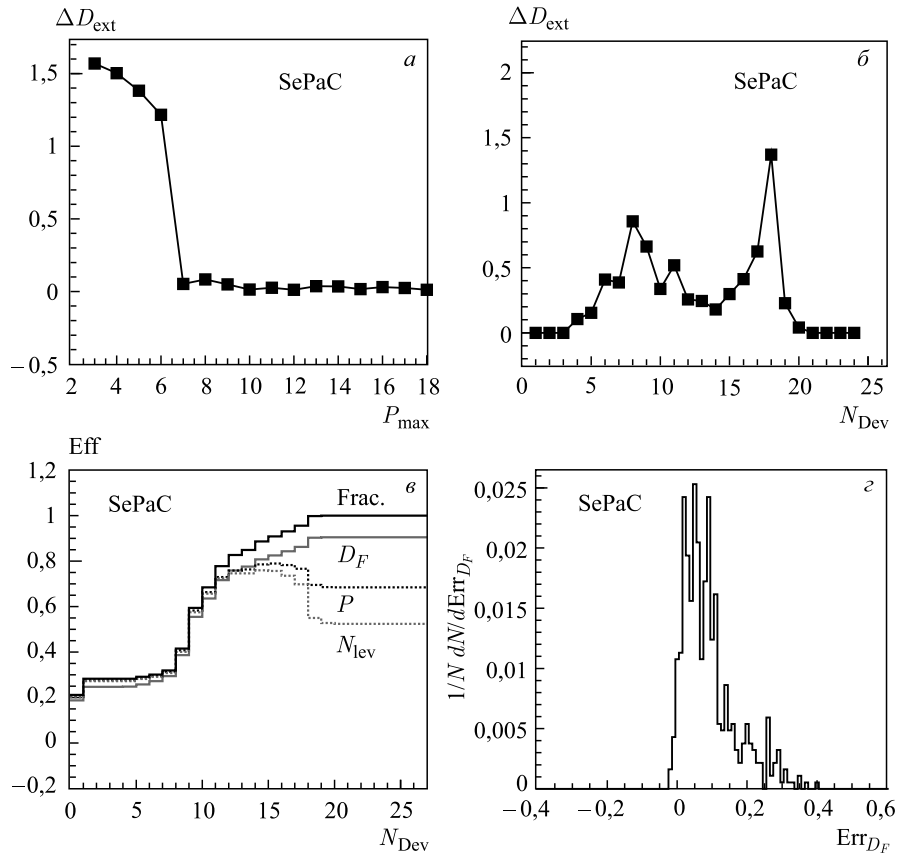 ΔD_ext
а
SePaC
1,5
1
0,5
0
−0,5
2 4 6 8 10 12 14 16 18
P_max
ΔD_ext
б
SePaC
2
1,5
1
0,5
0
0 5 10 15 20 25
N_Dev
Eff
в
SePaC
Frac.
D_F
P
N_lev
1,2
1
0,8
0,6
0,4
0,2
0
−0,2
0 5 10 15 20 25
N_Dev
г
SePaC
1/N dN/dErr_{D_F}
0,025
0,02
0,015
0,01
0,005
0
−0,4 −0,2 0 0,2 0,4 0,6
Err_{D_F}